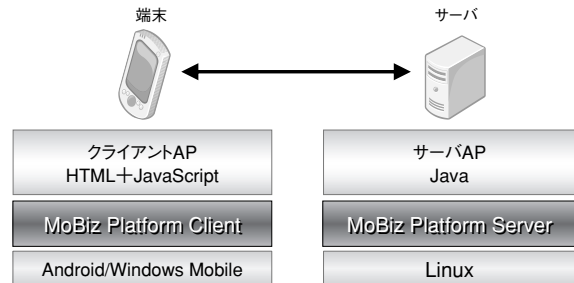 端末
サーバ
クライアントAP
HTML＋JavaScript
サーバAP
Java
MoBiz Platform Client
MoBiz Platform Server
Android/Windows Mobile
Linux